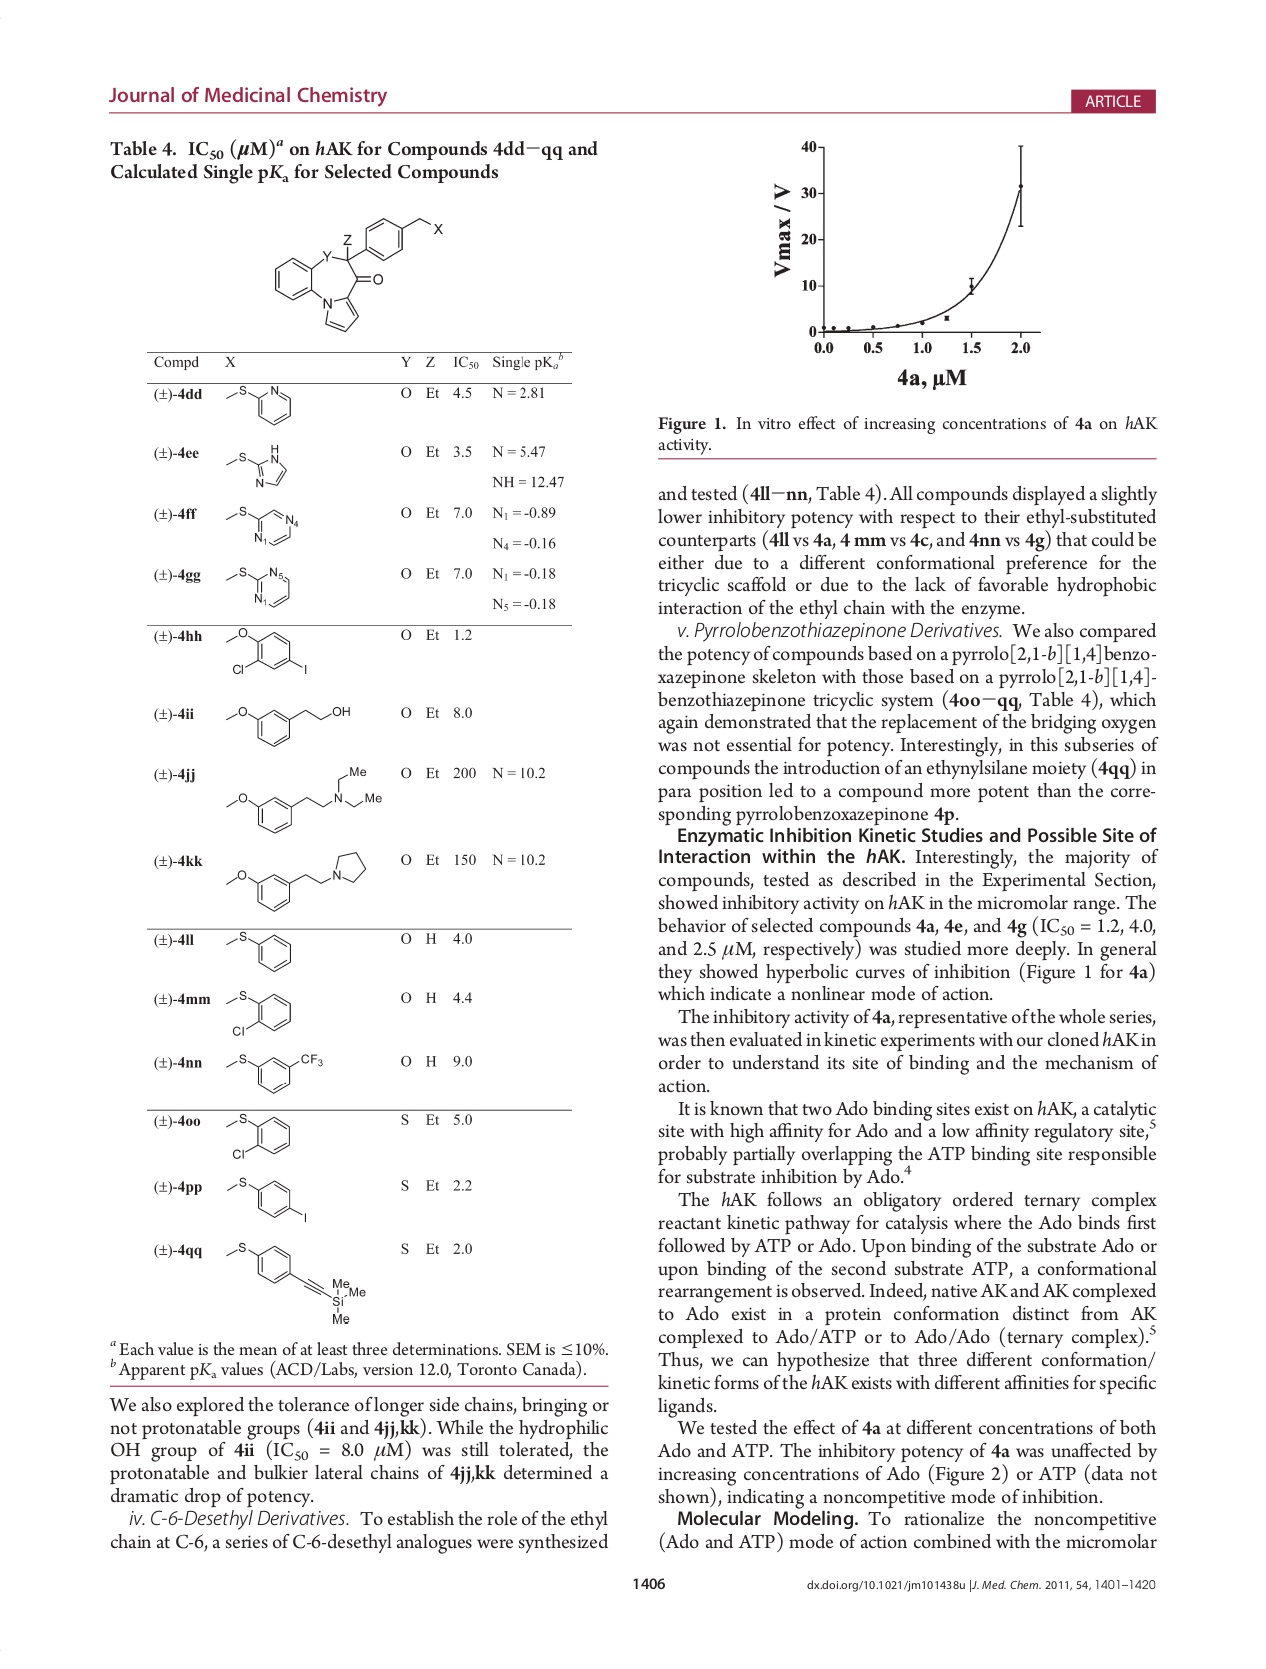 Journal of Medicinal Chemistry
ARTICLE
Table 4. IC50 (μM)a on hAK for Compounds 4dd−qq and
Calculated Single pKa for Selected Compounds
X
Z
Y
O
N
Compd X Y Z IC50 Single pKa b
(±)-4dd S N O Et 4.5 N = 2.81
(±)-4ee S H N N O Et 3.5 N = 5.47
NH = 12.47
(±)-4ff S N4 N1 O Et 7.0 N1 = -0.89
N4 = -0.16
(±)-4gg S N5 N1 O Et 7.0 N1 = -0.18
N5 = -0.18
(±)-4hh O Cl I O Et 1.2
(±)-4ii O OH O Et 8.0
(±)-4jj O N Me Me O Et 200 N = 10.2
(±)-4kk O N O Et 150 N = 10.2
(±)-4ll S O H 4.0
(±)-4mm S Cl O H 4.4
(±)-4nn S CF3 O H 9.0
(±)-4oo S Cl S Et 5.0
(±)-4pp S I S Et 2.2
(±)-4qq S Me Me Si Me S Et 2.0
a Each value is the mean of at least three determinations. SEM is ≤10%.
b Apparent pKa values (ACD/Labs, version 12.0, Toronto Canada).
We also explored the tolerance of longer side chains, bringing or
not protonatable groups (4ii and 4jj,kk). While the hydrophilic
OH group of 4ii (IC50 = 8.0 μM) was still tolerated, the
protonatable and bulkier lateral chains of 4jj,kk determined a
dramatic drop of potency.
iv. C-6-Desethyl Derivatives. To establish the role of the ethyl
chain at C-6, a series of C-6-desethyl analogues were synthesized
40
30
20
10
0
Vmax / V
0.0 0.5 1.0 1.5 2.0
4a, μM
Figure 1. In vitro effect of increasing concentrations of 4a on hAK
activity.
and tested (4ll−nn, Table 4). All compounds displayed a slightly
lower inhibitory potency with respect to their ethyl-substituted
counterparts (4ll vs 4a, 4 mm vs 4c, and 4nn vs 4g) that could be
either due to a different conformational preference for the
tricyclic scaffold or due to the lack of favorable hydrophobic
interaction of the ethyl chain with the enzyme.
v. Pyrrolobenzothiazepinone Derivatives. We also compared
the potency of compounds based on a pyrrolo[2,1-b][1,4]benzo-
xazepinone skeleton with those based on a pyrrolo[2,1-b][1,4]-
benzothiazepinone tricyclic system (4oo−qq, Table 4), which
again demonstrated that the replacement of the bridging oxygen
was not essential for potency. Interestingly, in this subseries of
compounds the introduction of an ethynylsilane moiety (4qq) in
para position led to a compound more potent than the corre-
sponding pyrrolobenzoxazepinone 4p.
Enzymatic Inhibition Kinetic Studies and Possible Site of
Interaction within the hAK. Interestingly, the majority of
compounds, tested as described in the Experimental Section,
showed inhibitory activity on hAK in the micromolar range. The
behavior of selected compounds 4a, 4e, and 4g (IC50 = 1.2, 4.0,
and 2.5 μM, respectively) was studied more deeply. In general
they showed hyperbolic curves of inhibition (Figure 1 for 4a)
which indicate a nonlinear mode of action.
The inhibitory activity of 4a, representative of the whole series,
was then evaluated in kinetic experiments with our cloned hAK in
order to understand its site of binding and the mechanism of
action.
It is known that two Ado binding sites exist on hAK, a catalytic
site with high affinity for Ado and a low affinity regulatory site,5
probably partially overlapping the ATP binding site responsible
for substrate inhibition by Ado.4
The hAK follows an obligatory ordered ternary complex
reactant kinetic pathway for catalysis where the Ado binds first
followed by ATP or Ado. Upon binding of the substrate Ado or
upon binding of the second substrate ATP, a conformational
rearrangement is observed. Indeed, native AK and AK complexed
to Ado exist in a protein conformation distinct from AK
complexed to Ado/ATP or to Ado/Ado (ternary complex).5
Thus, we can hypothesize that three different conformation/
kinetic forms of the hAK exists with different affinities for specific
ligands.
We tested the effect of 4a at different concentrations of both
Ado and ATP. The inhibitory potency of 4a was unaffected by
increasing concentrations of Ado (Figure 2) or ATP (data not
shown), indicating a noncompetitive mode of inhibition.
Molecular Modeling. To rationalize the noncompetitive
(Ado and ATP) mode of action combined with the micromolar
1406
dx.doi.org/10.1021/jm101438u |J. Med. Chem. 2011, 54, 1401–1420